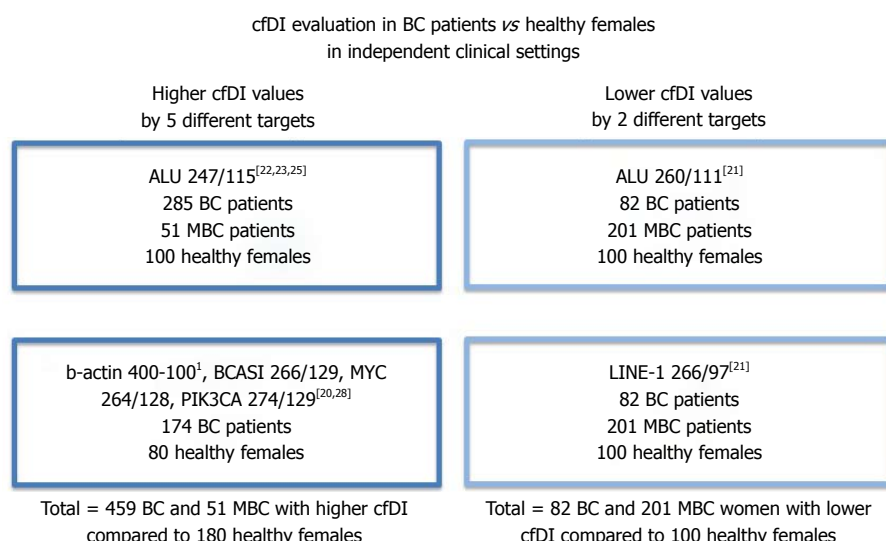 cfDI evaluation in BC patients vs healthy females
in independent clinical settings
Higher cfDI values
by 5 different targets
ALU 247/115[22,23,25]
285 BC patients
51 MBC patients
100 healthy females
b-actin 400-100¹, BCASI 266/129, MYC
264/128, PIK3CA 274/129[20,28]
174 BC patients
80 healthy females
Total = 459 BC and 51 MBC with higher cfDI
compared to 180 healthy females
Lower cfDI values
by 2 different targets
ALU 260/111[21]
82 BC patients
201 MBC patients
100 healthy females
LINE-1 266/97[21]
82 BC patients
201 MBC patients
100 healthy females
Total = 82 BC and 201 MBC women with lower
cfDI compared to 100 healthy females